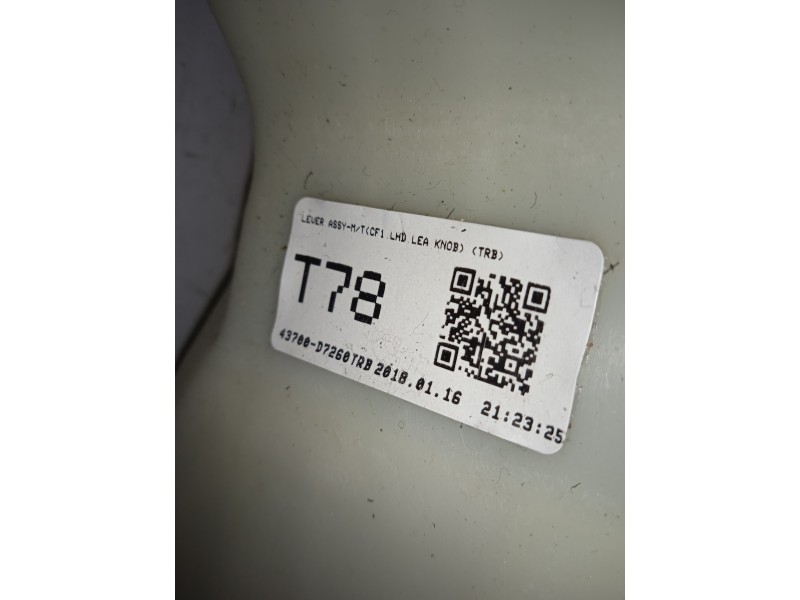 LEVER ASSY-M/T(CF1.LHD.LEA KNOB) (TRB)
T78
43700-D7260TRB 2018.01.16 21:23:25